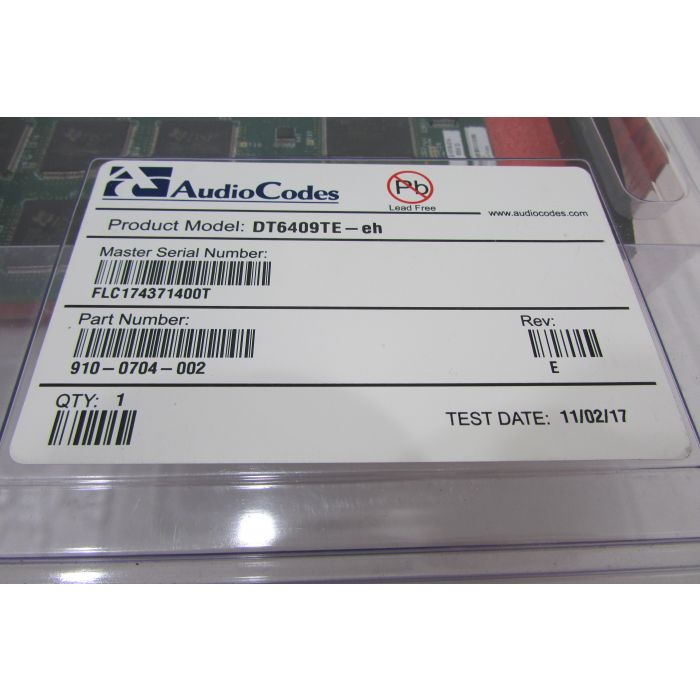 AudioCodes
Pb
Lead Free
www.audiocodes.com
Product Model: DT6409TE-eh
Master Serial Number:
FLC174371400T
Part Number:
910-0704-002
Rev:
E
QTY: 1
TEST DATE: 11/02/17